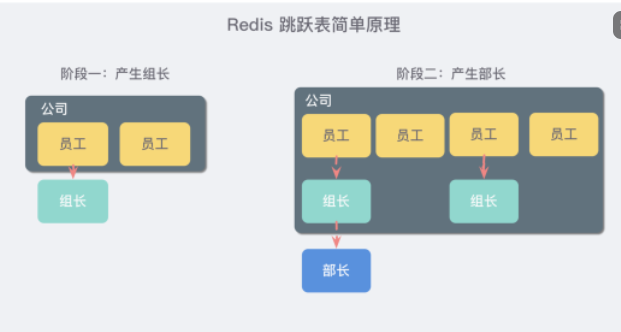 Redis 跳跃表简单原理
阶段一：产生组长
公司
员工 员工
组长
阶段二：产生部长
公司
员工 员工 员工 员工
组长 组长
部长